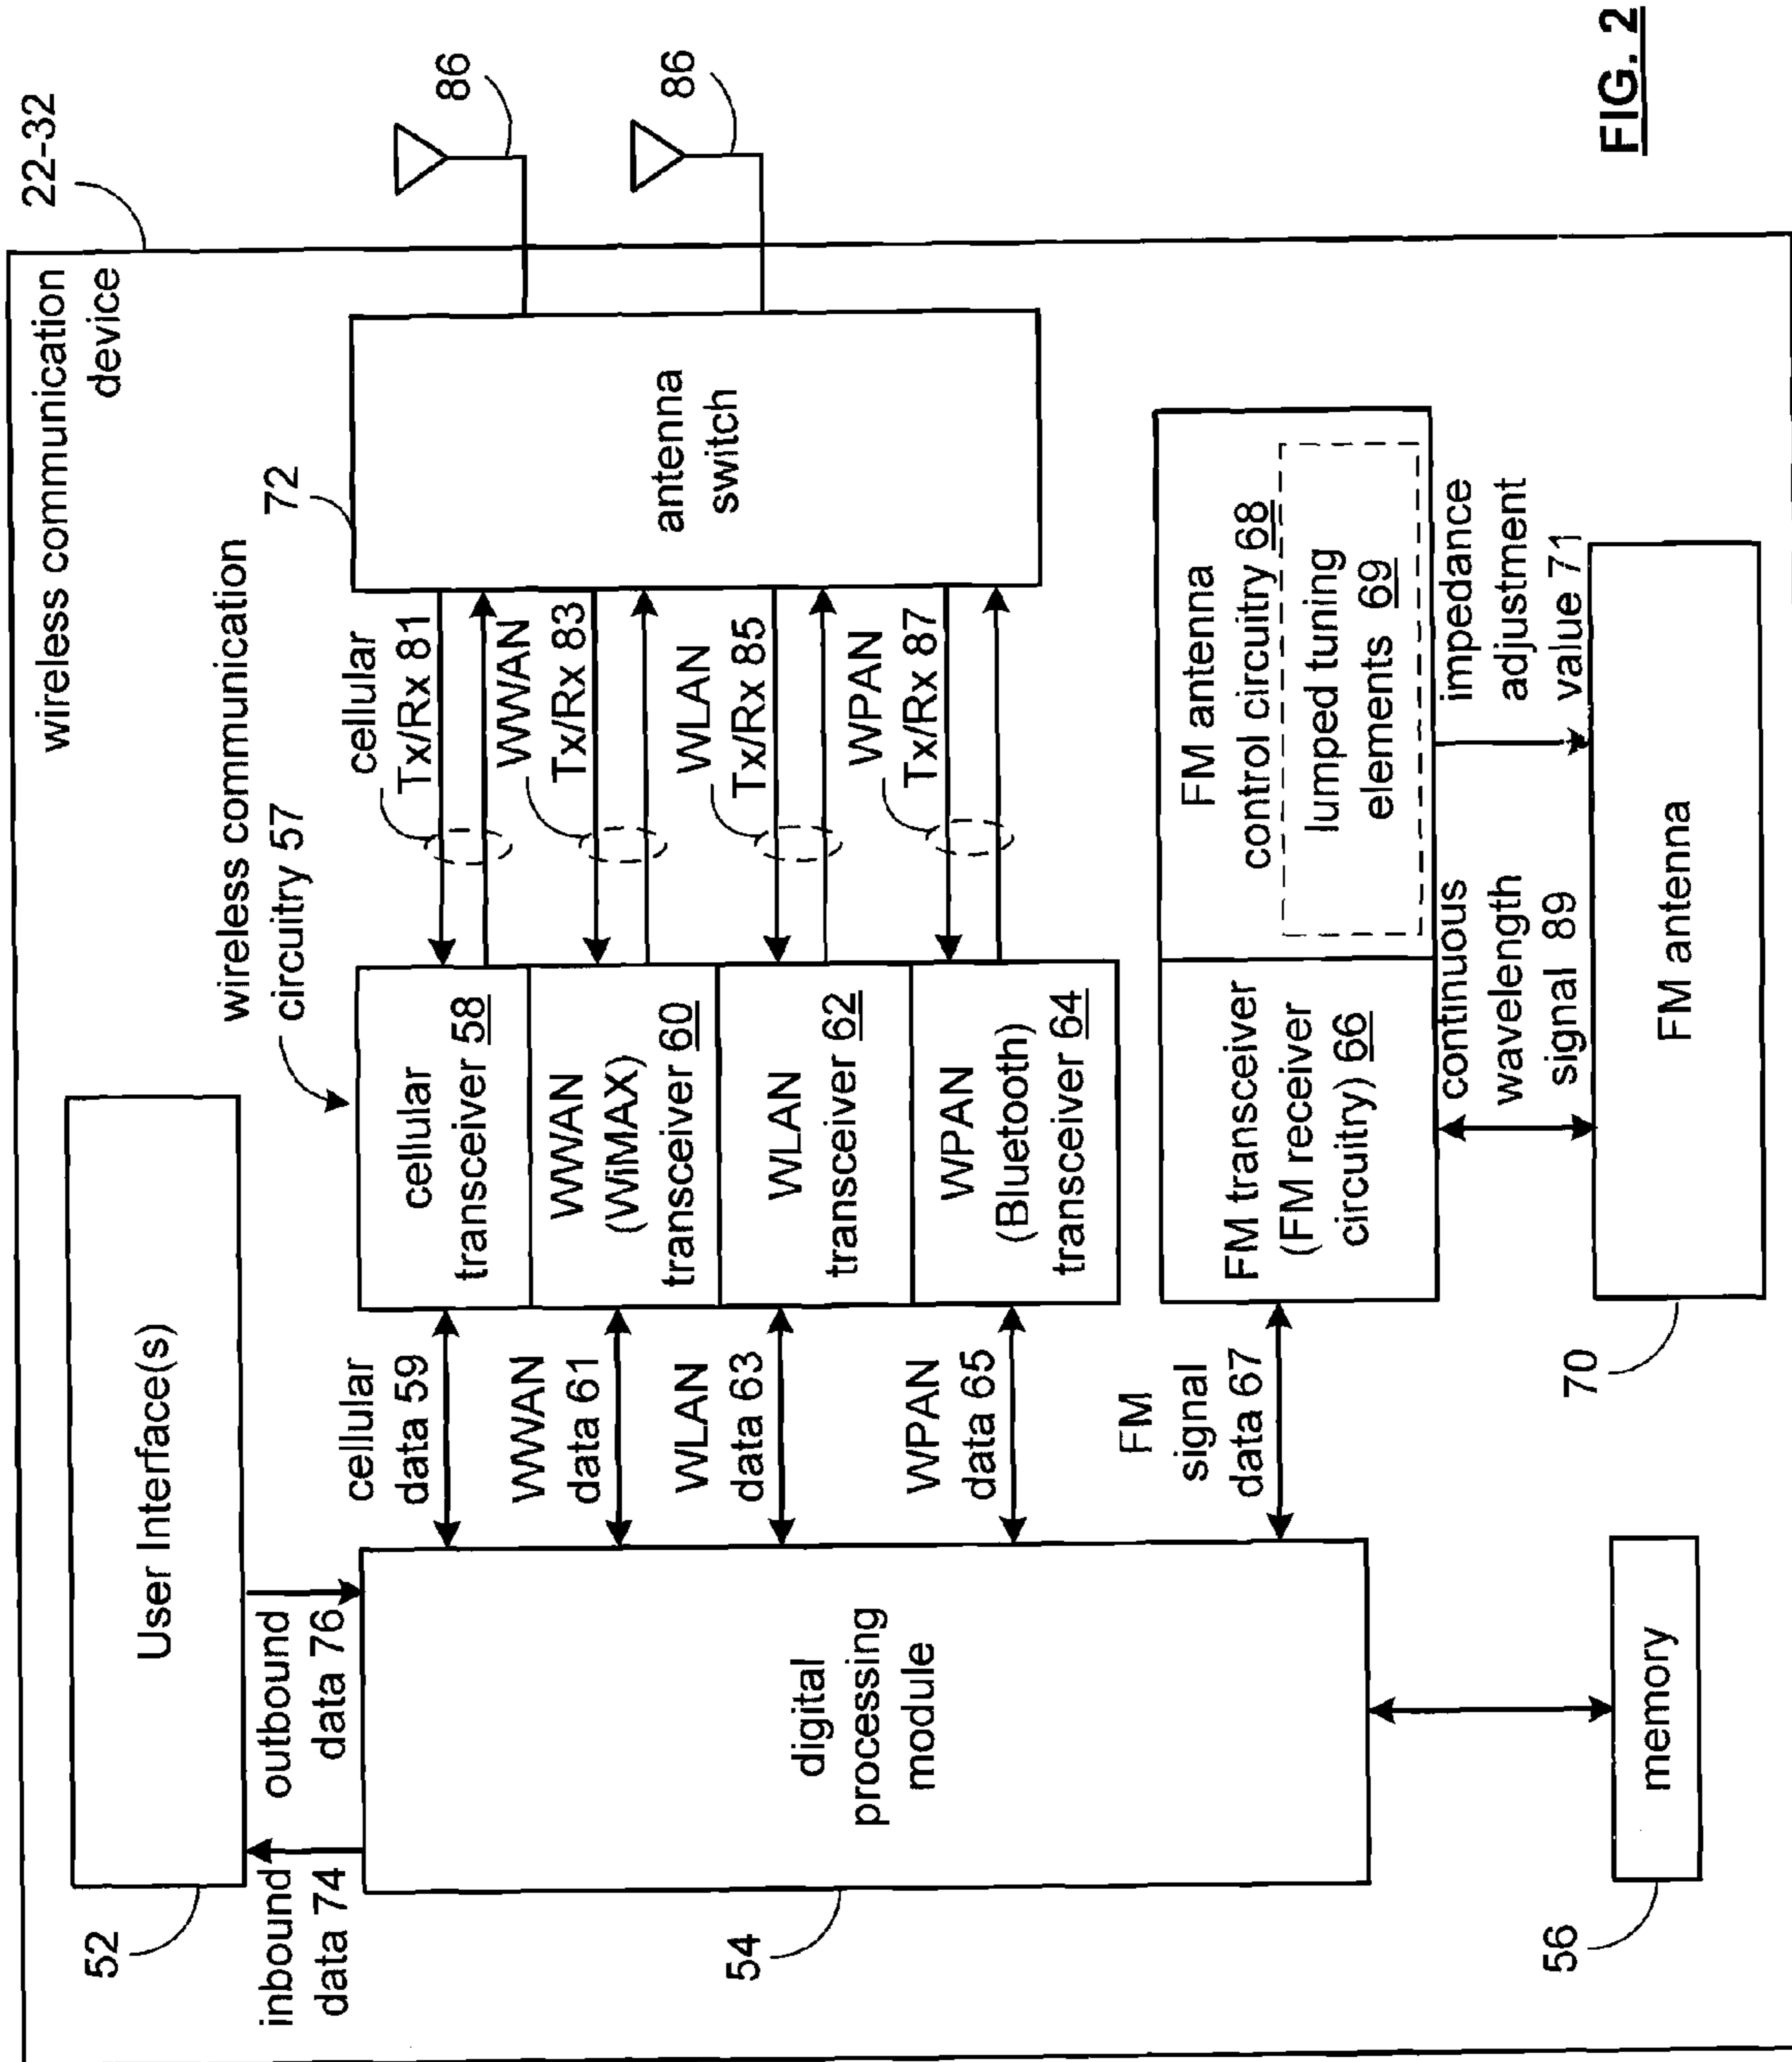 wireless communication
device
22-32
User Interface(s)
52
inbound
data 74
outbound
data 76
wireless communication
circuitry 57
72
cellular
data 59
WWAN
data 61
WLAN
data 63
WPAN
data 65
FM
signal
data 67
cellular
transceiver 58
WWAN
(WiMAX)
transceiver 60
WLAN
transceiver 62
WPAN
(Bluetooth)
transceiver 64
cellular
Tx/Rx 81
WWAN
Tx/Rx 83
WLAN
Tx/Rx 85
WPAN
Tx/Rx 87
antenna
switch
86
86
digital
processing
module
54
FM transceiver
(FM receiver
circuitry) 66
FM antenna
control circuitry 68
lumped tuning
elements 69
continuous
wavelength
signal 89
impedance
adjustment
value 71
memory
56
FM antenna
70
FIG. 2